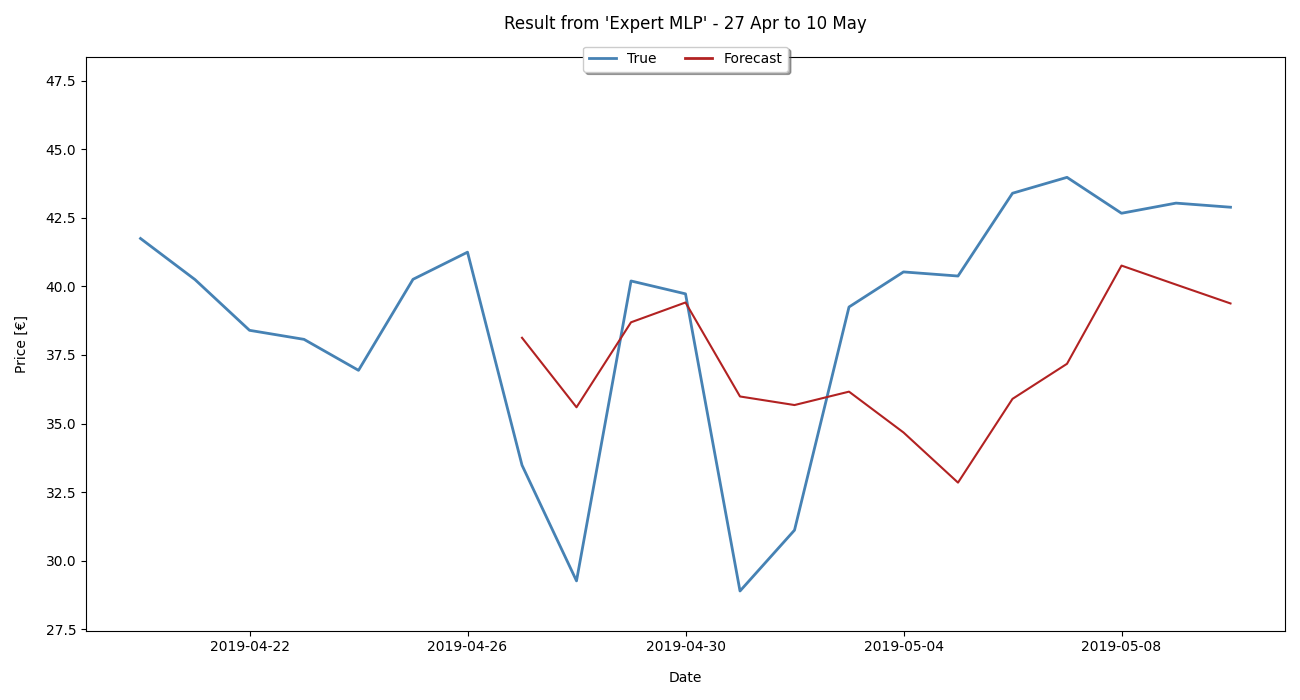 Result from 'Expert MLP' - 27 Apr to 10 May
True Forecast
47.5
45.0
42.5
40.0
37.5
35.0
32.5
30.0
27.5
Price [€]
2019-04-22 2019-04-26 2019-04-30 2019-05-04 2019-05-08
Date